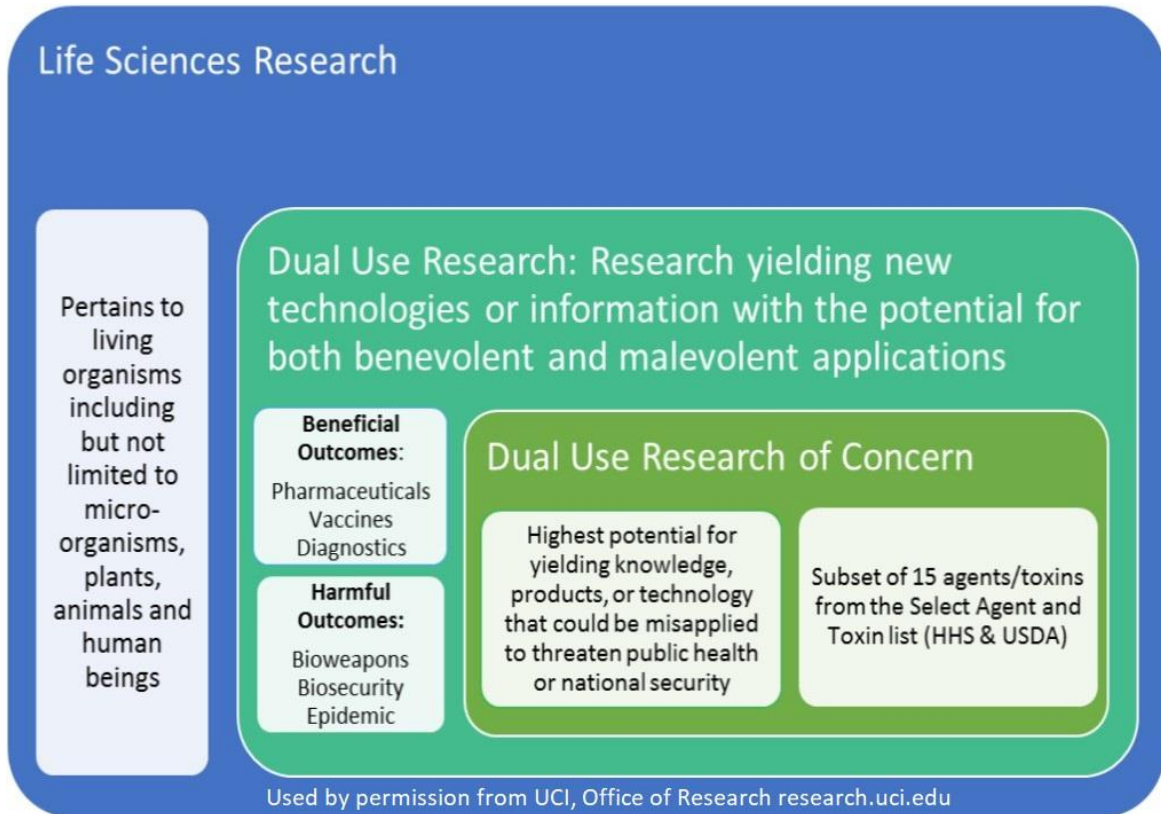 Life Sciences Research
Pertains to
living
organisms
including
but not
limited to
micro-
organisms,
plants,
animals and
human
beings
Dual Use Research: Research yielding new
technologies or information with the potential for
both benevolent and malevolent applications
Beneficial
Outcomes:
Pharmaceuticals
Vaccines
Diagnostics
Harmful
Outcomes:
Bioweapons
Biosecurity
Epidemic
Dual Use Research of Concern
Highest potential for
yielding knowledge,
products, or technology
that could be misapplied
to threaten public health
or national security
Subset of 15 agents/toxins
from the Select Agent and
Toxin list (HHS & USDA)
Used by permission from UCI, Office of Research research.uci.edu